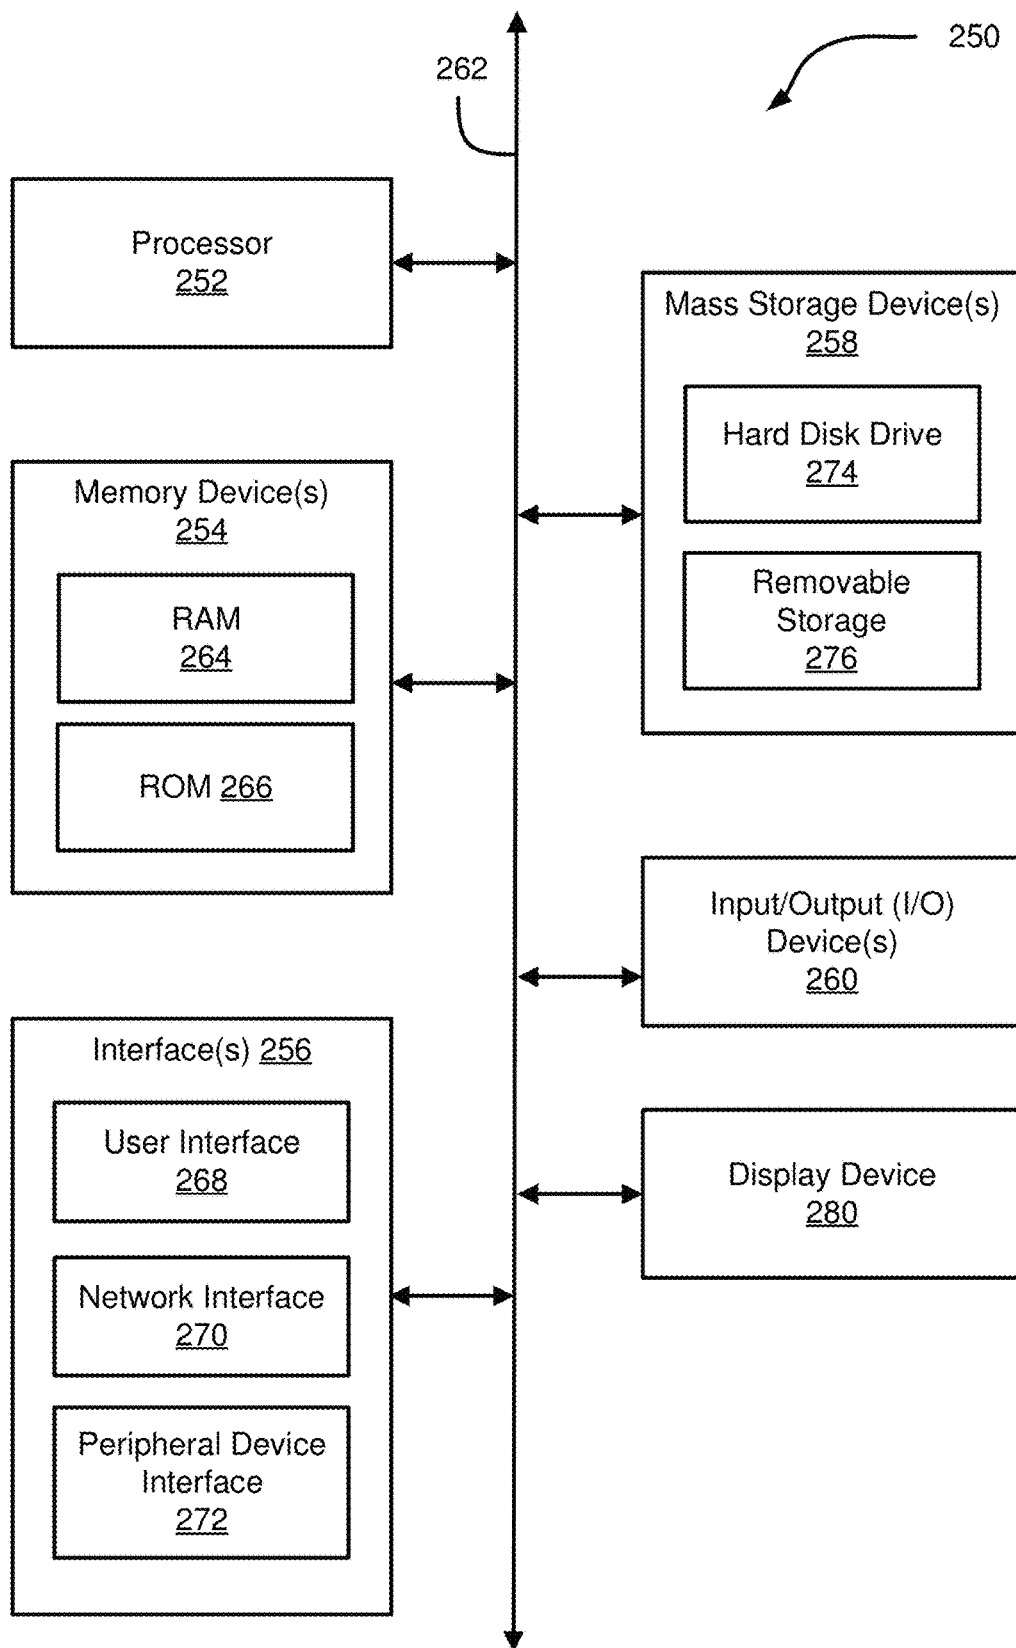 250
262
Processor
252
Mass Storage Device(s)
258
Hard Disk Drive
274
Removable
Storage
276
Memory Device(s)
254
RAM
264
ROM 266
Input/Output (I/O)
Device(s)
260
Interface(s) 256
User Interface
268
Network Interface
270
Peripheral Device
Interface
272
Display Device
280